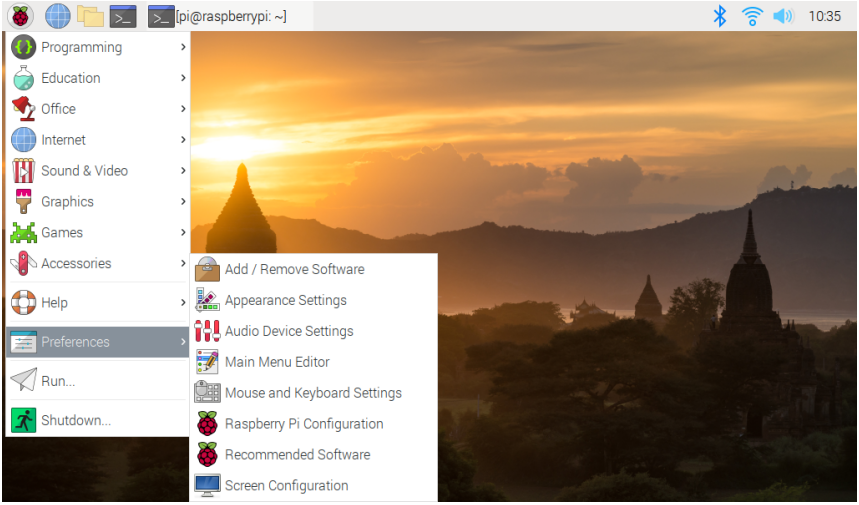 [pi@raspberrypi: ~]
10:35
Programming
Education
Office
Internet
Sound & Video
Graphics
Games
Accessories
Help
Preferences
Run...
Shutdown...
Add / Remove Software
Appearance Settings
Audio Device Settings
Main Menu Editor
Mouse and Keyboard Settings
Raspberry Pi Configuration
Recommended Software
Screen Configuration